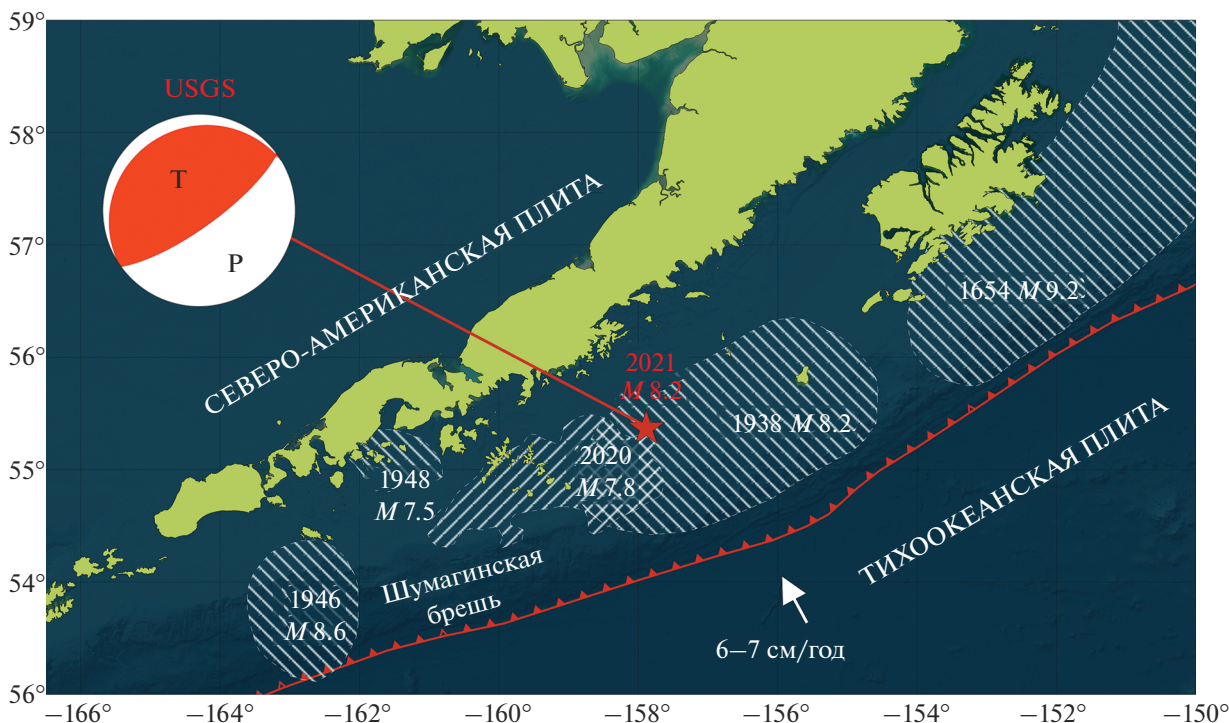 59°
58°
57°
56°
55°
54°
56°
USGS
T
P
СЕВЕРО-АМЕРИКАНСКАЯ ПЛИТА
1654 M 9.2
2021
M 8.2
1938 M 8.2
2020
M 7.8
1948
M 7.5
ТИХООКЕАНСКАЯ ПЛИТА
Шумагинская
брешь
1946
M 8.6
6–7 см/год
−166°
−164°
−162°
−160°
−158°
−156°
−154°
−152°
−150°